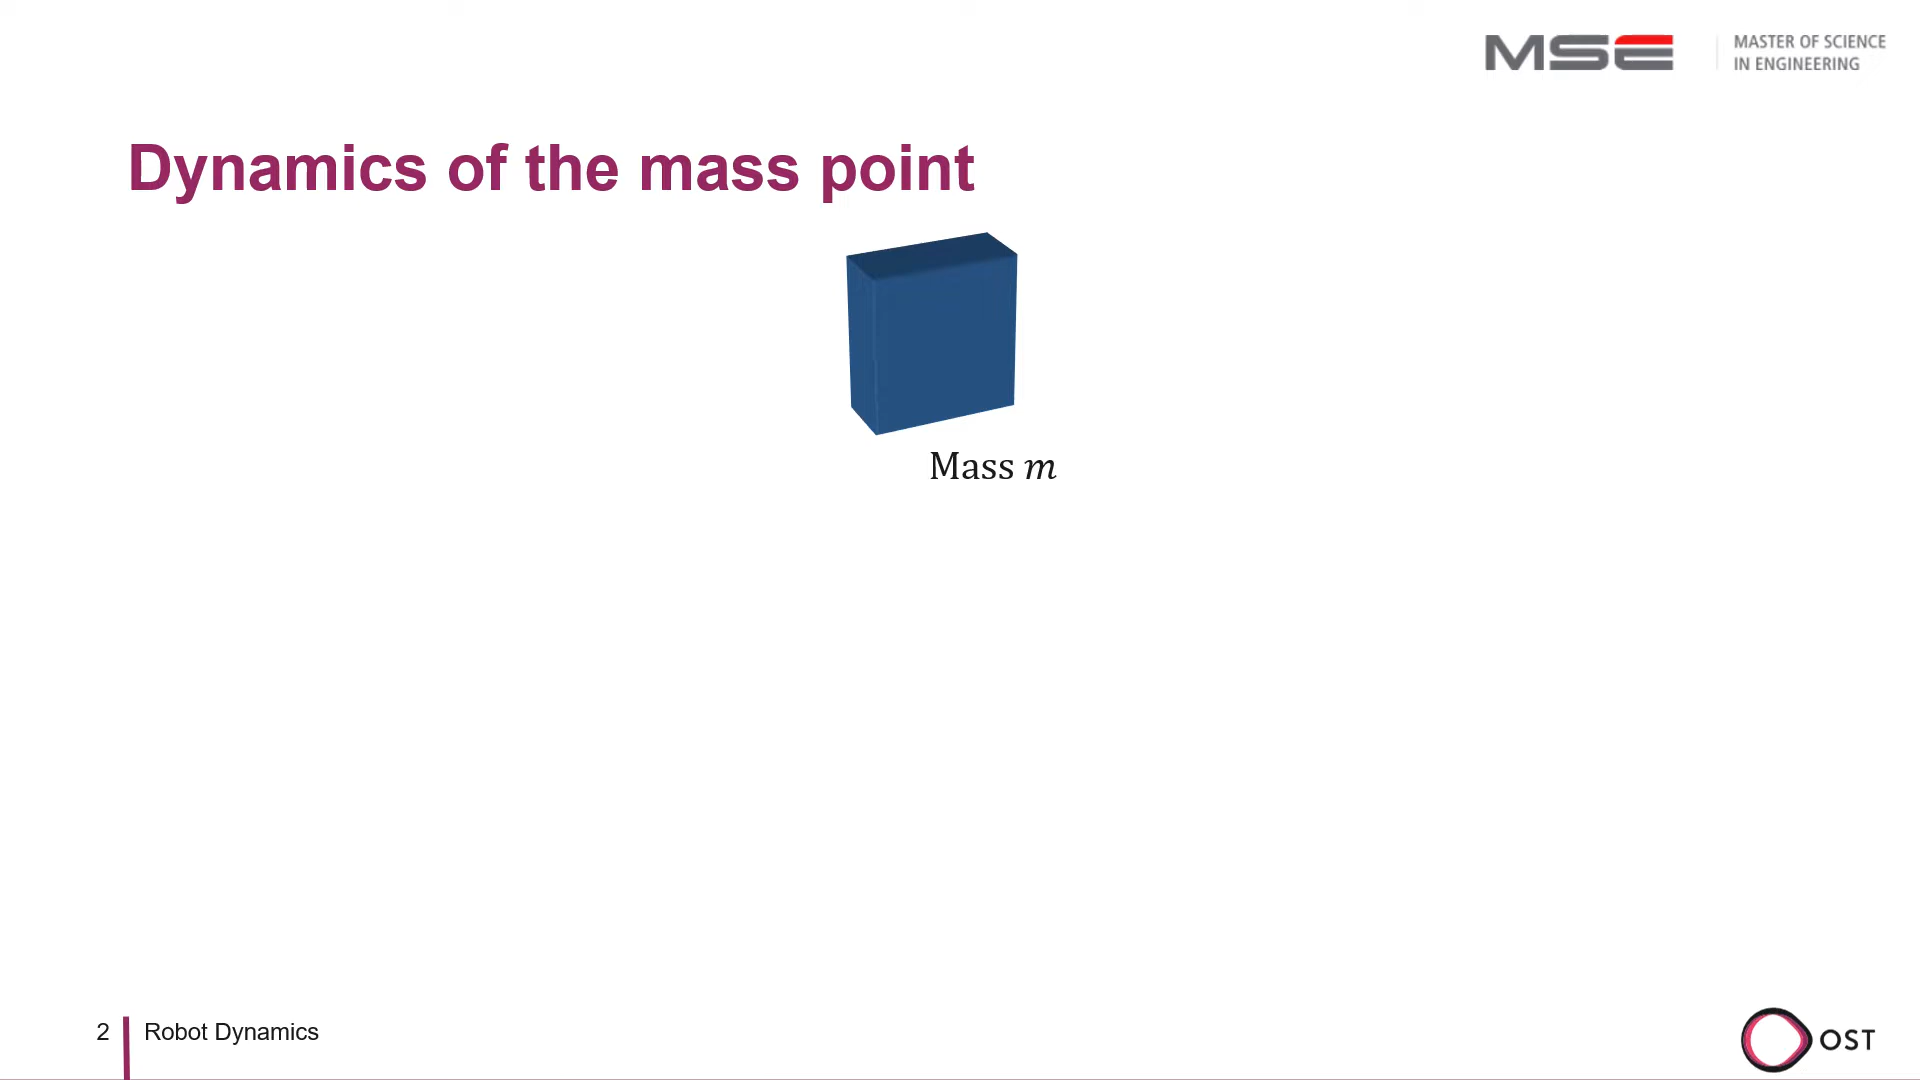 MSE
MASTER OF SCIENCE
IN ENGINEERING
Dynamics of the mass point
Mass m
2
Robot Dynamics
OST